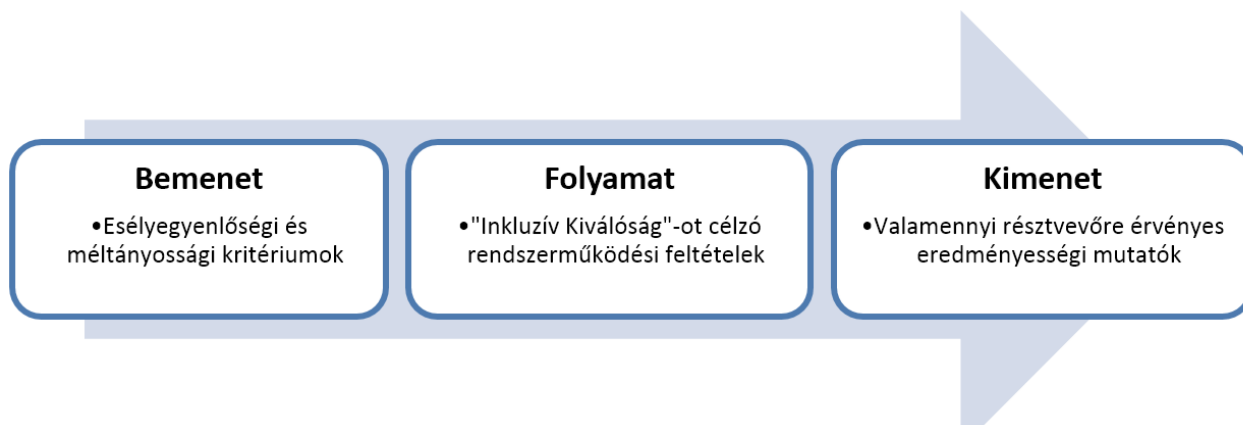 Bemenet
•Esélyegyenlőségi és
méltányossági kritériumok
Folyamat
•"Inkluzív Kiválóság"-ot célzó
rendszerműködési feltételek
Kimenet
•Valamennyi résztvevőre érvényes
eredményességi mutatók